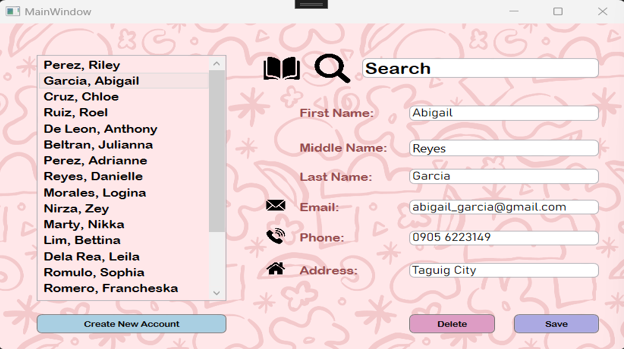 MainWindow
Perez, Riley
Garcia, Abigail
Cruz, Chloe
Ruiz, Roel
De Leon, Anthony
Beltran, Julianna
Perez, Adrianne
Reyes, Danielle
Morales, Logina
Nirza, Zey
Marty, Nikka
Lim, Bettina
Dela Rea, Leila
Romulo, Sophia
Romero, Francheska
Create New Account
Search
First Name: Abigail
Middle Name: Reyes
Last Name: Garcia
Email: abigail_garcia@gmail.com
Phone: 0905 6223149
Address: Taguig City
Delete Save